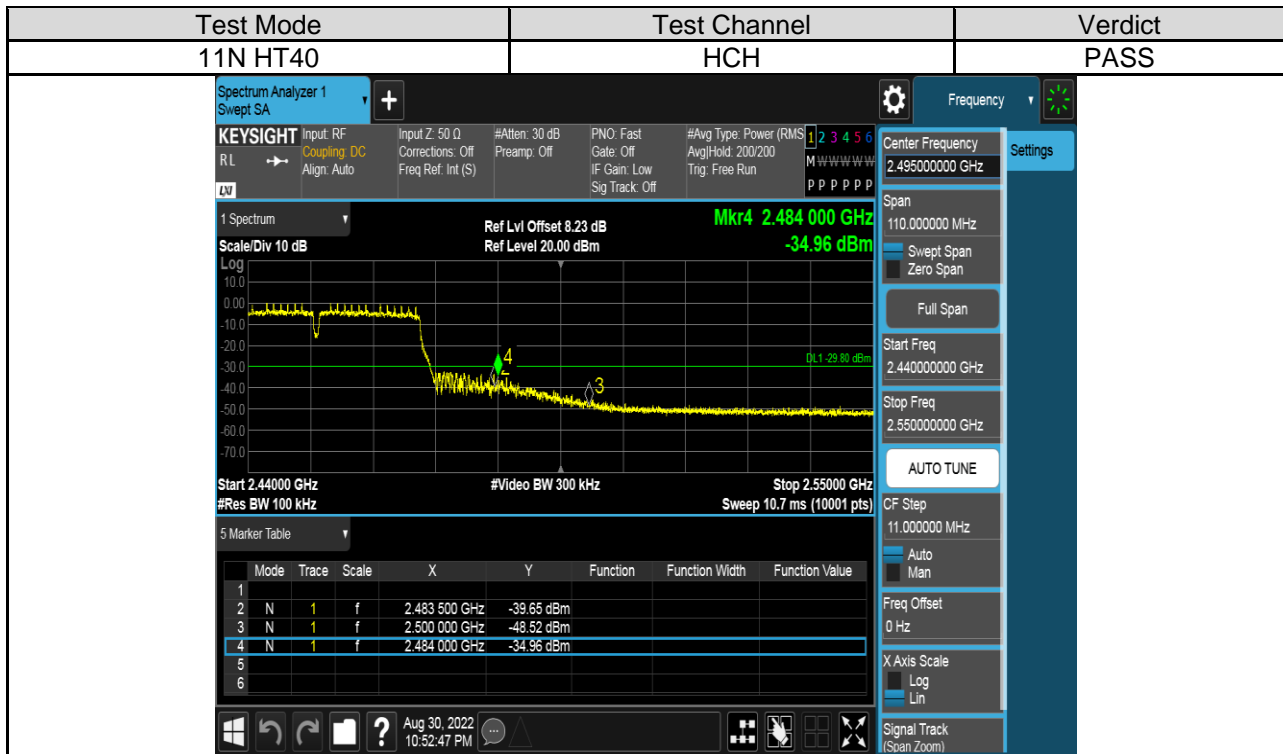 Test Mode Test Channel Verdict
11N HT40 HCH PASS
Spectrum Analyzer 1
Swept SA
+
Frequency
KEYSIGHT
RL
LXI
Input: RF
Coupling: DC
Align: Auto
Input Z: 50 Ω
Corrections: Off
Freq Ref: Int (S)
#Atten: 30 dB
Preamp: Off
PNO: Fast
Gate: Off
IF Gain: Low
Sig Track: Off
#Avg Type: Power (RMS
Avg|Hold: 200/200
Trig: Free Run
1 2 3 4 5 6
M W W W W W
P P P P P P
1 Spectrum
Scale/Div 10 dB
Ref Lvl Offset 8.23 dB
Ref Level 20.00 dBm
Mkr4 2.484 000 GHz
-34.96 dBm
Log
10.0
0.00
-10.0
-20.0
-30.0
-40.0
-50.0
-60.0
-70.0
4
3
DL1 -29.80 dBm
Start 2.44000 GHz #Video BW 300 kHz Stop 2.55000 GHz
#Res BW 100 kHz Sweep 10.7 ms (10001 pts)
5 Marker Table
Mode Trace Scale X Y Function Function Width Function Value
1
2 N 1 f 2.483 500 GHz -39.65 dBm
3 N 1 f 2.500 000 GHz -48.52 dBm
4 N 1 f 2.484 000 GHz -34.96 dBm
5
6
?
Aug 30, 2022
10:52:47 PM
Center Frequency
2.495000000 GHz
Settings
Span
110.000000 MHz
Swept Span
Zero Span
Full Span
Start Freq
2.440000000 GHz
Stop Freq
2.550000000 GHz
AUTO TUNE
CF Step
11.000000 MHz
Auto
Man
Freq Offset
0 Hz
X Axis Scale
Log
Lin
Signal Track
(Span Zoom)